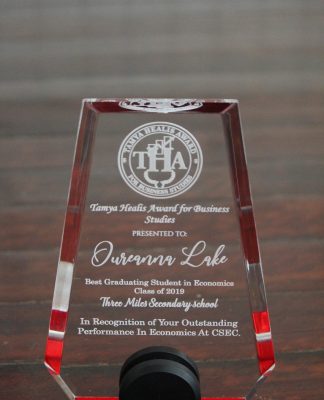 TAMYA HEALIS AWARD
THA
FOR BUSINESS STUDIES
Tamya Healis Award for Business
Studies
PRESENTED TO:
Oureanna Lake
Best Graduating Student in Economics
Class of 2019
Three Miles Secondary school
In Recognition of Your Outstanding
Performance In Economics At CSEC.